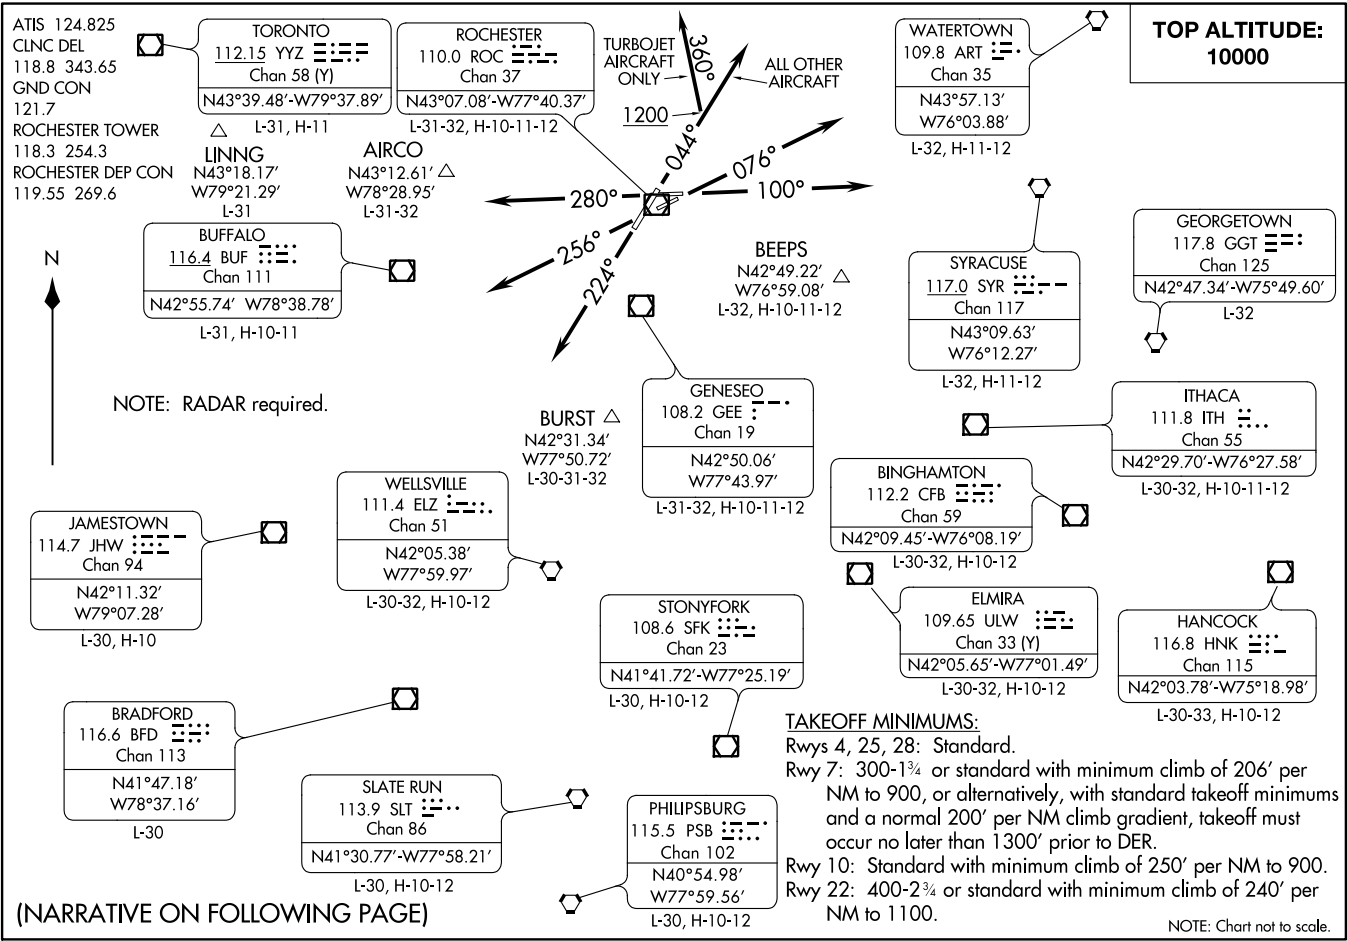 ATIS 124.825
CLNC DEL
118.8 343.65
GND CON
121.7
ROCHESTER TOWER
118.3 254.3
ROCHESTER DEP CON
119.55 269.6
TORONTO
112.15 YYZ
Chan 58 (Y)
N43°39.48′-W79°37.89′
L-31, H-11
ROCHESTER
110.0 ROC
Chan 37
N43°07.08′-W77°40.37′
L-31-32, H-10-11-12
TURBOJET
AIRCRAFT
ONLY
360°
1200
ALL OTHER
AIRCRAFT
044°
076°
100°
280°
256°
224°
WATERTOWN
109.8 ART
Chan 35
N43°57.13′
W76°03.88′
L-32, H-11-12
TOP ALTITUDE:
10000
LINNG
N43°18.17′
W79°21.29′
L-31
AIRCO
N43°12.61′
W78°28.95′
L-31-32
BUFFALO
116.4 BUF
Chan 111
N42°55.74′ W78°38.78′
L-31, H-10-11
N
BEEPS
N42°49.22′
W76°59.08′
L-32, H-10-11-12
SYRACUSE
117.0 SYR
Chan 117
N43°09.63′
W76°12.27′
L-32, H-11-12
GEORGETOWN
117.8 GGT
Chan 125
N42°47.34′-W75°49.60′
L-32
NOTE: RADAR required.
BURST
N42°31.34′
W77°50.72′
L-30-31-32
GENESEO
108.2 GEE
Chan 19
N42°50.06′
W77°43.97′
L-31-32, H-10-11-12
ITHACA
111.8 ITH
Chan 55
N42°29.70′-W76°27.58′
L-30-32, H-10-11-12
BINGHAMTON
112.2 CFB
Chan 59
N42°09.45′-W76°08.19′
L-30-32, H-10-12
WELLSVILLE
111.4 ELZ
Chan 51
N42°05.38′
W77°59.97′
L-30-32, H-10-12
JAMESTOWN
114.7 JHW
Chan 94
N42°11.32′
W79°07.28′
L-30, H-10
STONYFORK
108.6 SFK
Chan 23
N41°41.72′-W77°25.19′
L-30, H-10-12
ELMIRA
109.65 ULW
Chan 33 (Y)
N42°05.65′-W77°01.49′
L-30-32, H-10-12
HANCOCK
116.8 HNK
Chan 115
N42°03.78′-W75°18.98′
L-30-33, H-10-12
BRADFORD
116.6 BFD
Chan 113
N41°47.18′
W78°37.16′
L-30
SLATE RUN
113.9 SLT
Chan 86
N41°30.77′-W77°58.21′
L-30, H-10-12
PHILIPSBURG
115.5 PSB
Chan 102
N40°54.98′
W77°59.56′
L-30, H-10-12
TAKEOFF MINIMUMS:
Rwys 4, 25, 28: Standard.
Rwy 7: 300-1¾ or standard with minimum climb of 206′ per
NM to 900, or alternatively, with standard takeoff minimums
and a normal 200′ per NM climb gradient, takeoff must
occur no later than 1300′ prior to DER.
Rwy 10: Standard with minimum climb of 250′ per NM to 900.
Rwy 22: 400-2¾ or standard with minimum climb of 240′ per
NM to 1100.
(NARRATIVE ON FOLLOWING PAGE)
NOTE: Chart not to scale.